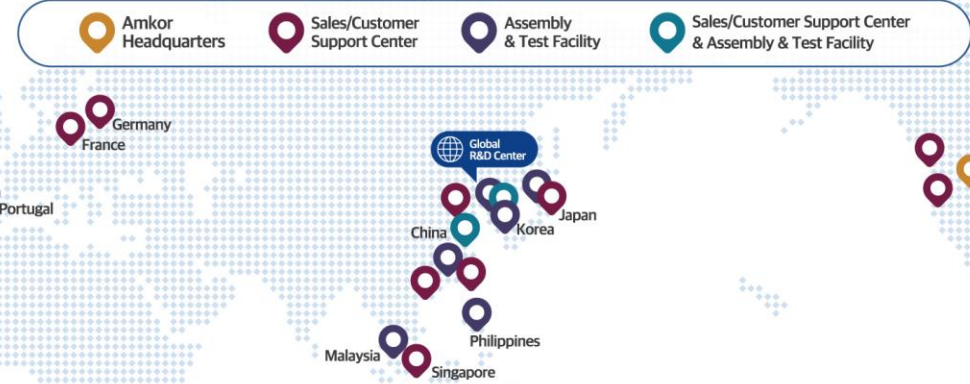 Amkor
Headquarters
Sales/Customer
Support Center
Assembly
& Test Facility
Sales/Customer Support Center
& Assembly & Test Facility
Germany
France
Global
R&D Center
Portugal
Japan
Korea
China
Philippines
Malaysia
Singapore